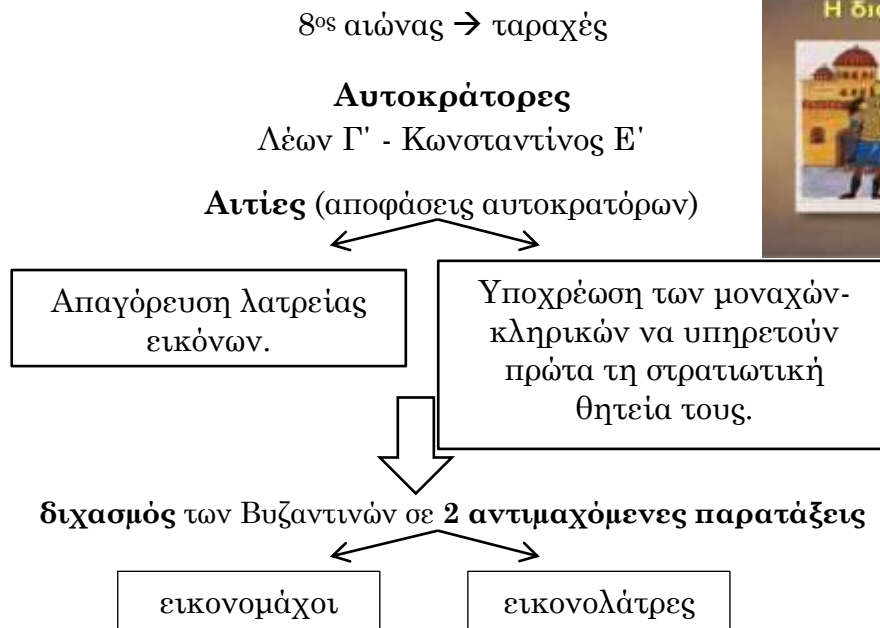 8ος αιώνας → ταραχές
Η
Αυτοκράτορες
Λέων Γ' - Κωνσταντίνος Ε'
Αιτίες (αποφάσεις αυτοκρατόρων)
Απαγόρευση λατρείας
εικόνων.
Υποχρέωση των μοναχών-
κληρικών να υπηρετούν
πρώτα τη στρατιωτική
θητεία τους.
διχασμός των Βυζαντινών σε 2 αντιμαχόμενες παρατάξεις
εικονομάχοι
εικονολάτρες